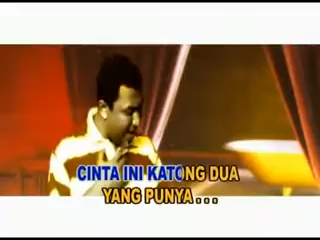 CINTA INI KATONG DUA
YANG PUNYA . . .